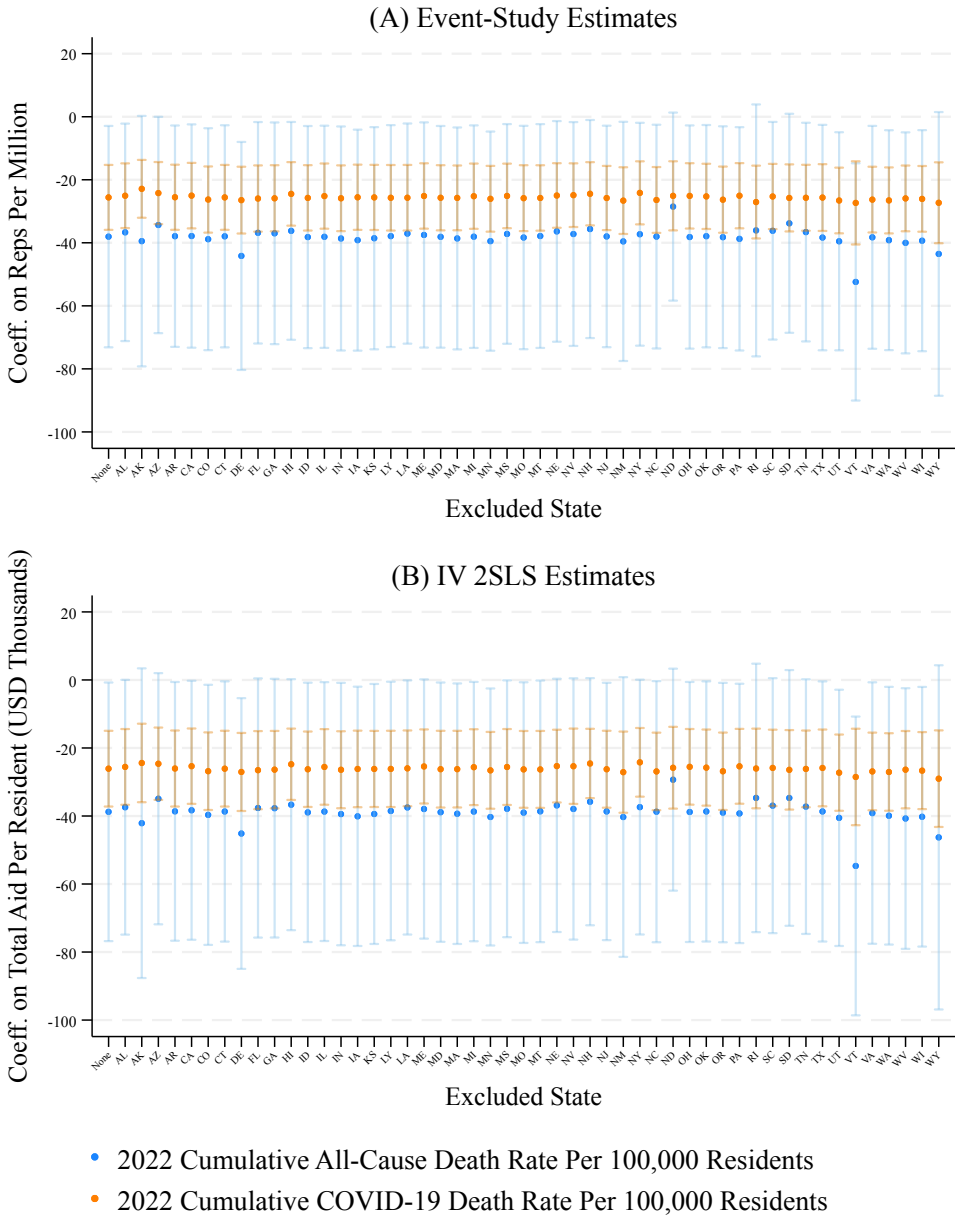 (A) Event-Study Estimates
Coeff. on Reps Per Million
20
0
-20
-40
-60
-80
-100
None AL AK AZ AR CA CO CT DE FL GA HI ID IL IN IA KS LY LA ME MD MA MI MN MS MO MT NE NV NH NJ NM NY NC ND OH OK OR PA RI SC SD TN TX UT VT VA WA WV WI WY
Excluded State
(B) IV 2SLS Estimates
Coeff. on Total Aid Per Resident (USD Thousands)
20
0
-20
-40
-60
-80
-100
None AL AK AZ AR CA CO CT DE FL GA HI ID IL IN IA KS LY LA ME MD MA MI MN MS MO MT NE NV NH NJ NM NY NC ND OH OK OR PA RI SC SD TN TX UT VT VA WA WV WI WY
Excluded State
2022 Cumulative All-Cause Death Rate Per 100,000 Residents
2022 Cumulative COVID-19 Death Rate Per 100,000 Residents